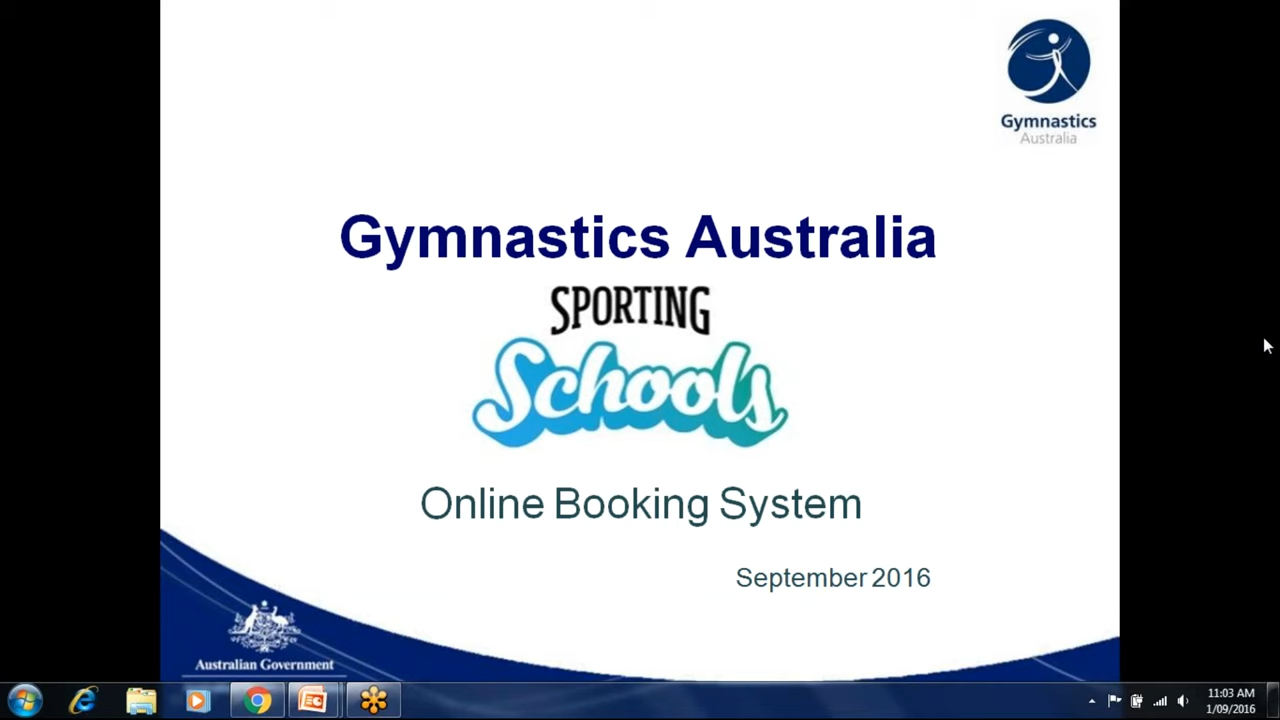 Gymnastics
Australia
Gymnastics Australia
SPORTING
Schools
Online Booking System
September 2016
Australian Government
11:03 AM
1/09/2016